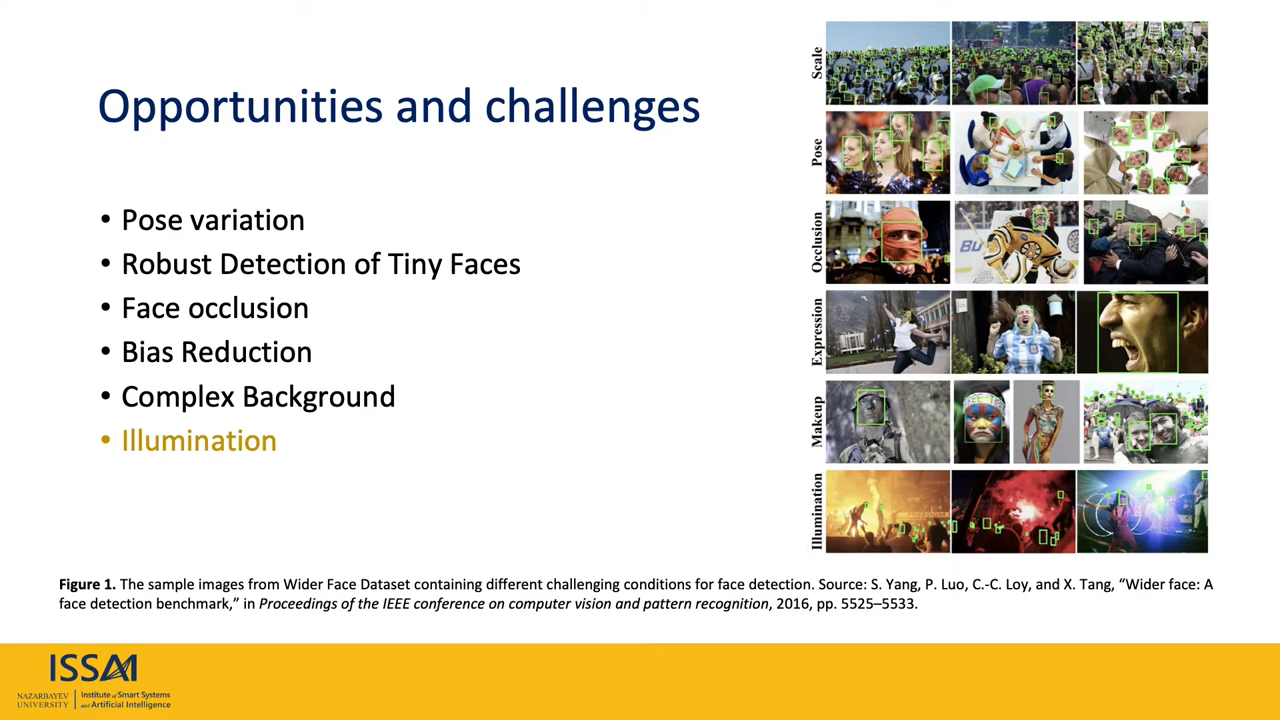 Opportunities and challenges
• Pose variation
• Robust Detection of Tiny Faces
• Face occlusion
• Bias Reduction
• Complex Background
• Illumination
Scale
Pose
Occlusion
Expression
Makeup
Illumination
Figure 1. The sample images from Wider Face Dataset containing different challenging conditions for face detection. Source: S. Yang, P. Luo, C.-C. Loy, and X. Tang, “Wider face: A
face detection benchmark,” in Proceedings of the IEEE conference on computer vision and pattern recognition, 2016, pp. 5525–5533.
ISSAI
NAZARBAYEV
UNIVERSITY
Institute of Smart Systems
and Artificial Intelligence